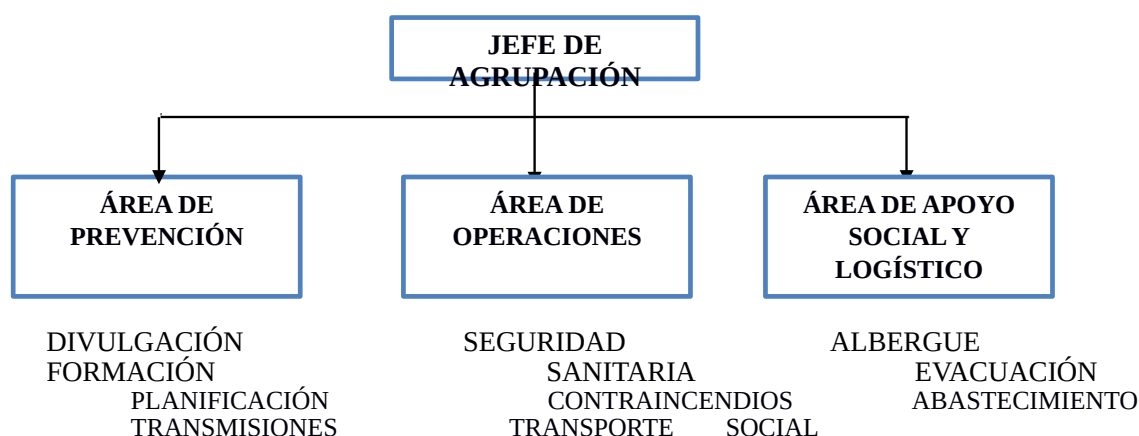 JEFE DE
AGRUPACIÓN
ÁREA DE
PREVENCIÓN
ÁREA DE
OPERACIONES
ÁREA DE APOYO
SOCIAL Y
LOGÍSTICO
DIVULGACIÓN
FORMACIÓN
PLANIFICACIÓN
TRANSMISIONES
SEGURIDAD
SANITARIA
CONTRAINCENDIOS
TRANSPORTE SOCIAL
ALBERGUE
EVACUACIÓN
ABASTECIMIENTO